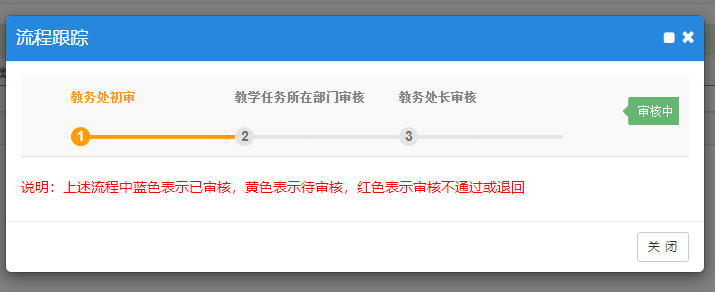 流程跟踪
教务处初审 教学任务所在部门审核 教务处长审核
审核中
1 2 3
说明：上述流程中蓝色表示已审核，黄色表示待审核，红色表示审核不通过或退回
关 闭